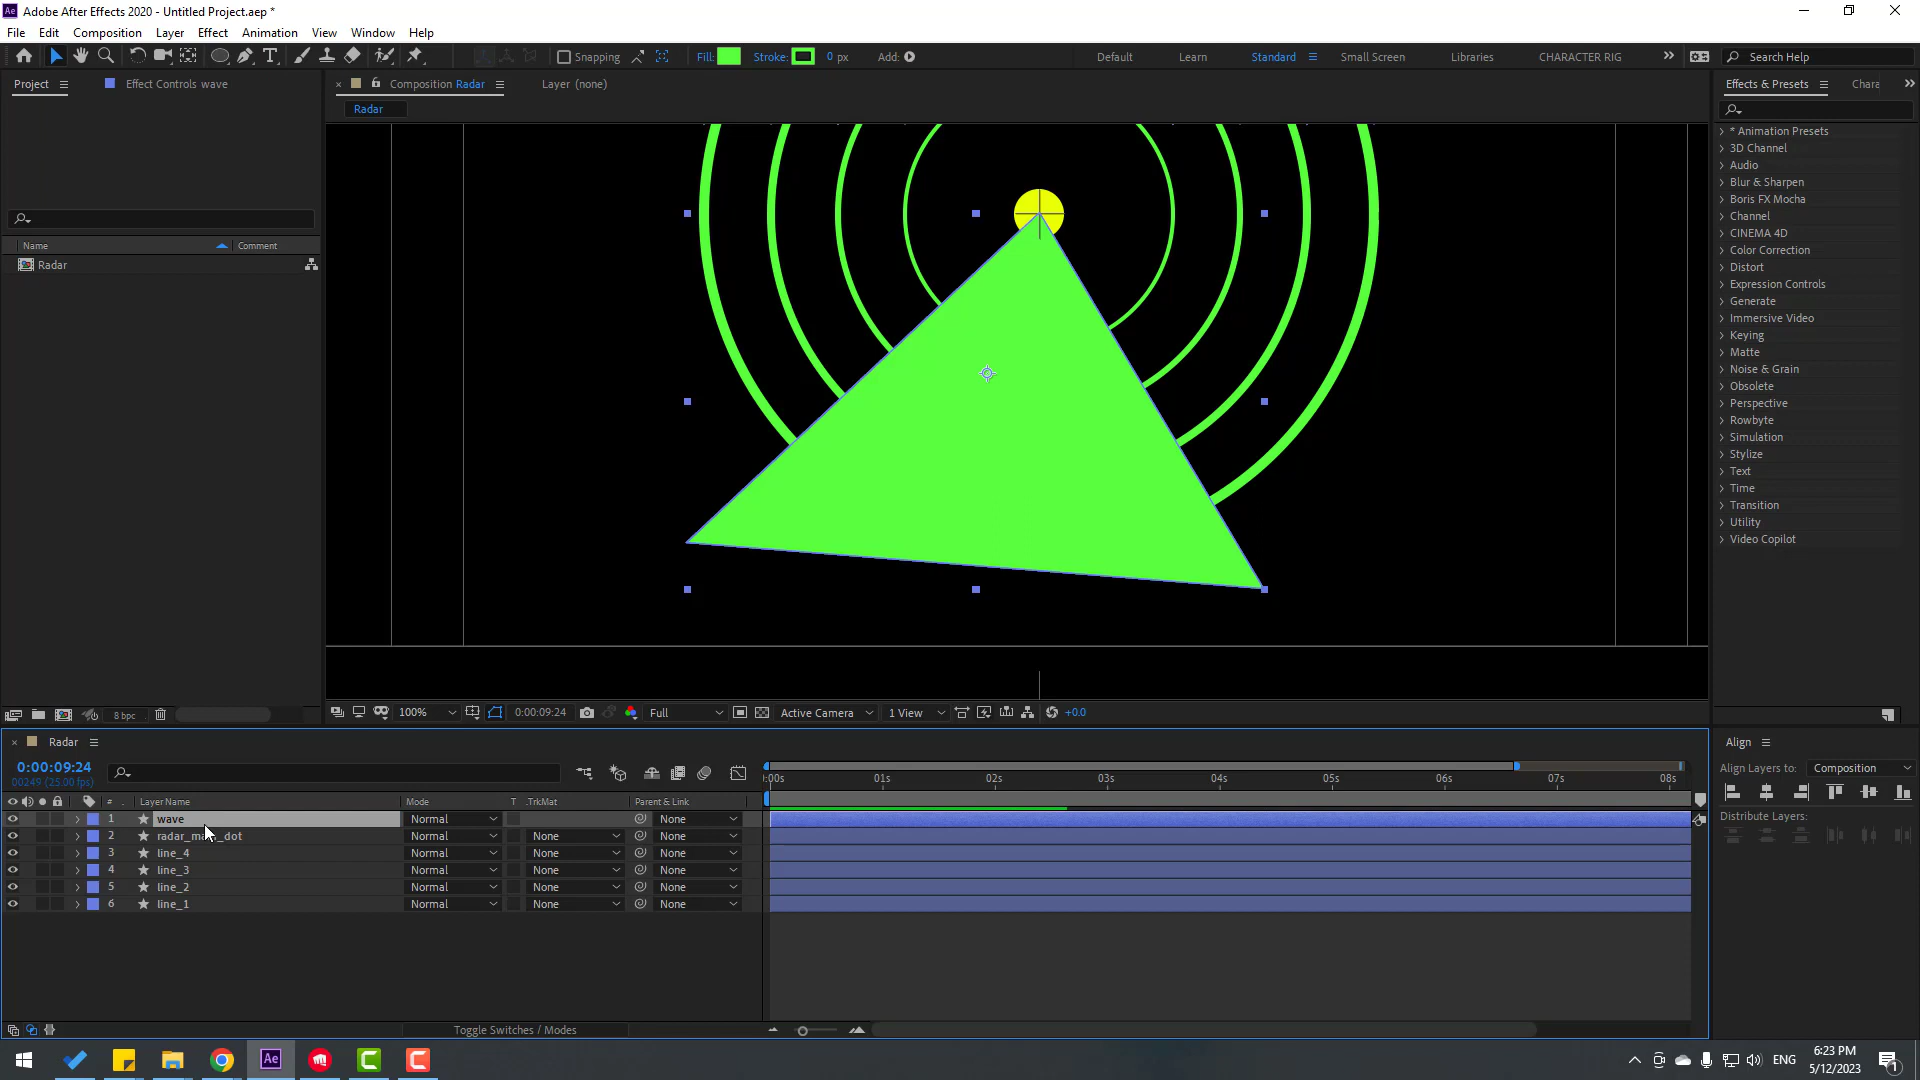 Adobe After Effects 2020 - Untitled Project.aep *
File Edit Composition Layer Effect Animation View Window Help
Snapping Fill: Stroke: 0 px Add: Default Learn Standard Small Screen Libraries CHARACTER RIG Search Help
Project Effect Controls wave Composition Radar Layer (none) Effects & Presets Chara
Radar
* Animation Presets
3D Channel
Audio
Blur & Sharpen
Boris FX Mocha
Channel
CINEMA 4D
Color Correction
Distort
Expression Controls
Generate
Immersive Video
Keying
Matte
Noise & Grain
Obsolete
Perspective
Rowbyte
Simulation
Stylize
Text
Time
Transition
Utility
Video Copilot
Name Comment
Radar
8 bpc 100% 0:00:09:24 Full Active Camera 1 View +0.0
Radar
0:00:09:24
00249 (25.00 fps)
:00s 01s 02s 03s 04s 05s 06s 07s 08s
# Layer Name Mode T .TrkMat Parent & Link
1 wave Normal None
2 radar_ma _dot Normal None None
3 line_4 Normal None None
4 line_3 Normal None None
5 line_2 Normal None None
6 line_1 Normal None None
Toggle Switches / Modes
Align
Align Layers to: Composition
Distribute Layers:
Ae
ENG
6:23 PM
5/12/2023
1